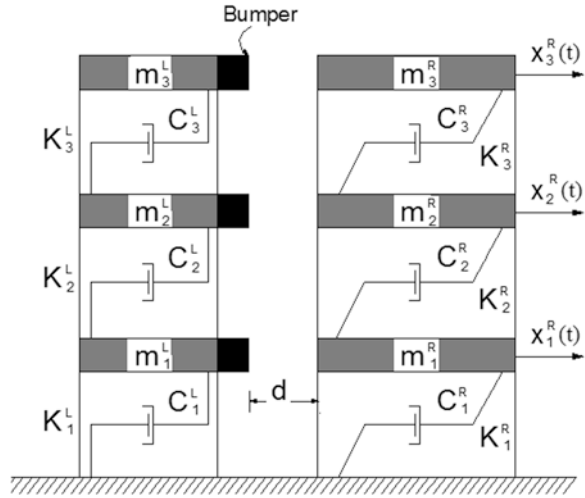 Bumper
m₃ᴸ m₃ᴿ X₃ᴿ(t)
K₃ᴸ C₃ᴸ C₃ᴿ K₃ᴿ
m₂ᴸ m₂ᴿ X₂ᴿ(t)
K₂ᴸ C₂ᴸ C₂ᴿ K₂ᴿ
m₁ᴸ m₁ᴿ X₁ᴿ(t)
d
K₁ᴸ C₁ᴸ C₁ᴿ K₁ᴿ